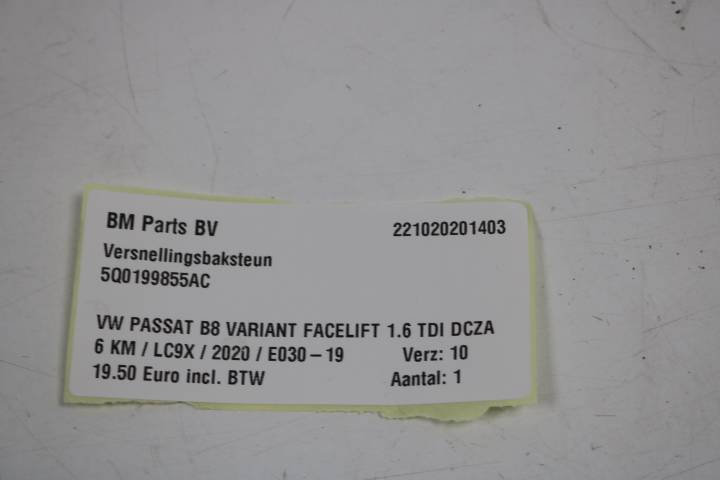 BM Parts BV 221020201403
Versnellingsbaksteun
5Q0199855AC
VW PASSAT B8 VARIANT FACELIFT 1.6 TDI DCZA
6 KM / LC9X / 2020 / E030-19 Verz: 10
19.50 Euro incl. BTW Aantal: 1